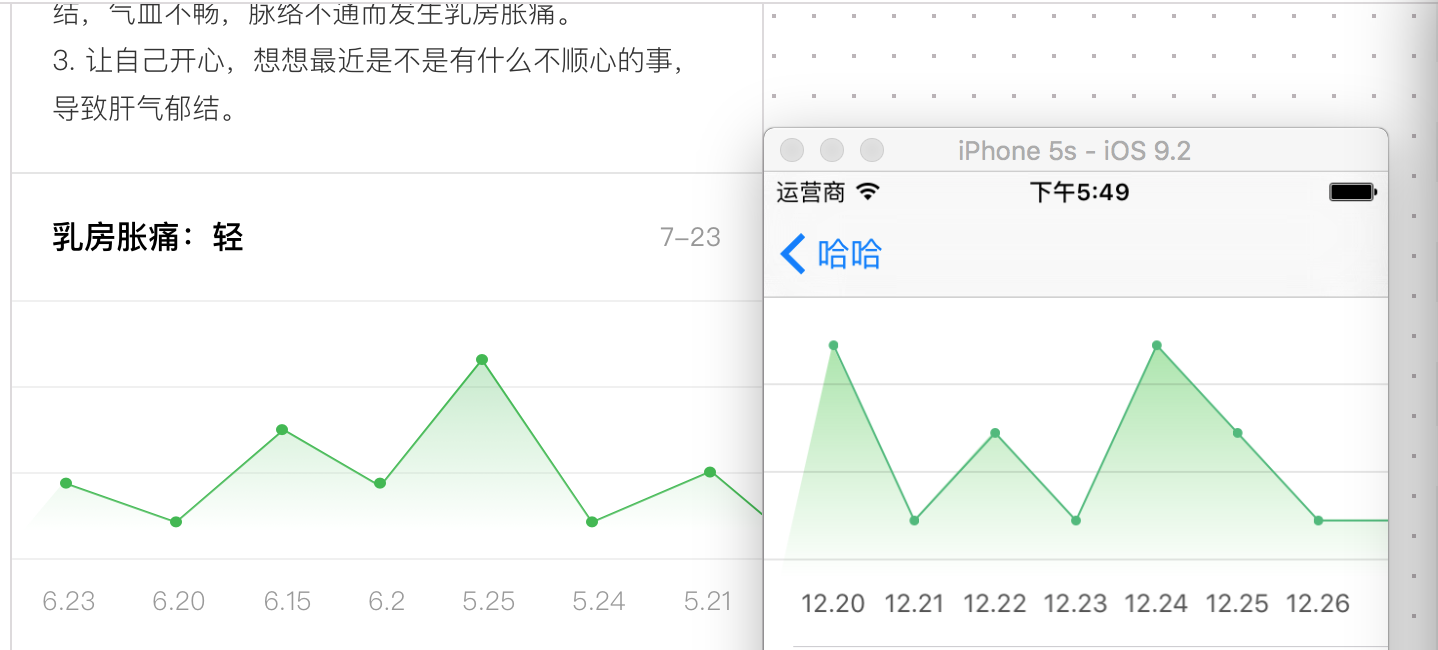 结，气血不畅，脉络不通而发生乳房胀痛。
3. 让自己开心，想想最近是不是有什么不顺心的事，
导致肝气郁结。
乳房胀痛：轻
7-23
6.23 6.20 6.15 6.2 5.25 5.24 5.21
iPhone 5s - iOS 9.2
运营商 下午5:49
哈哈
12.20 12.21 12.22 12.23 12.24 12.25 12.26